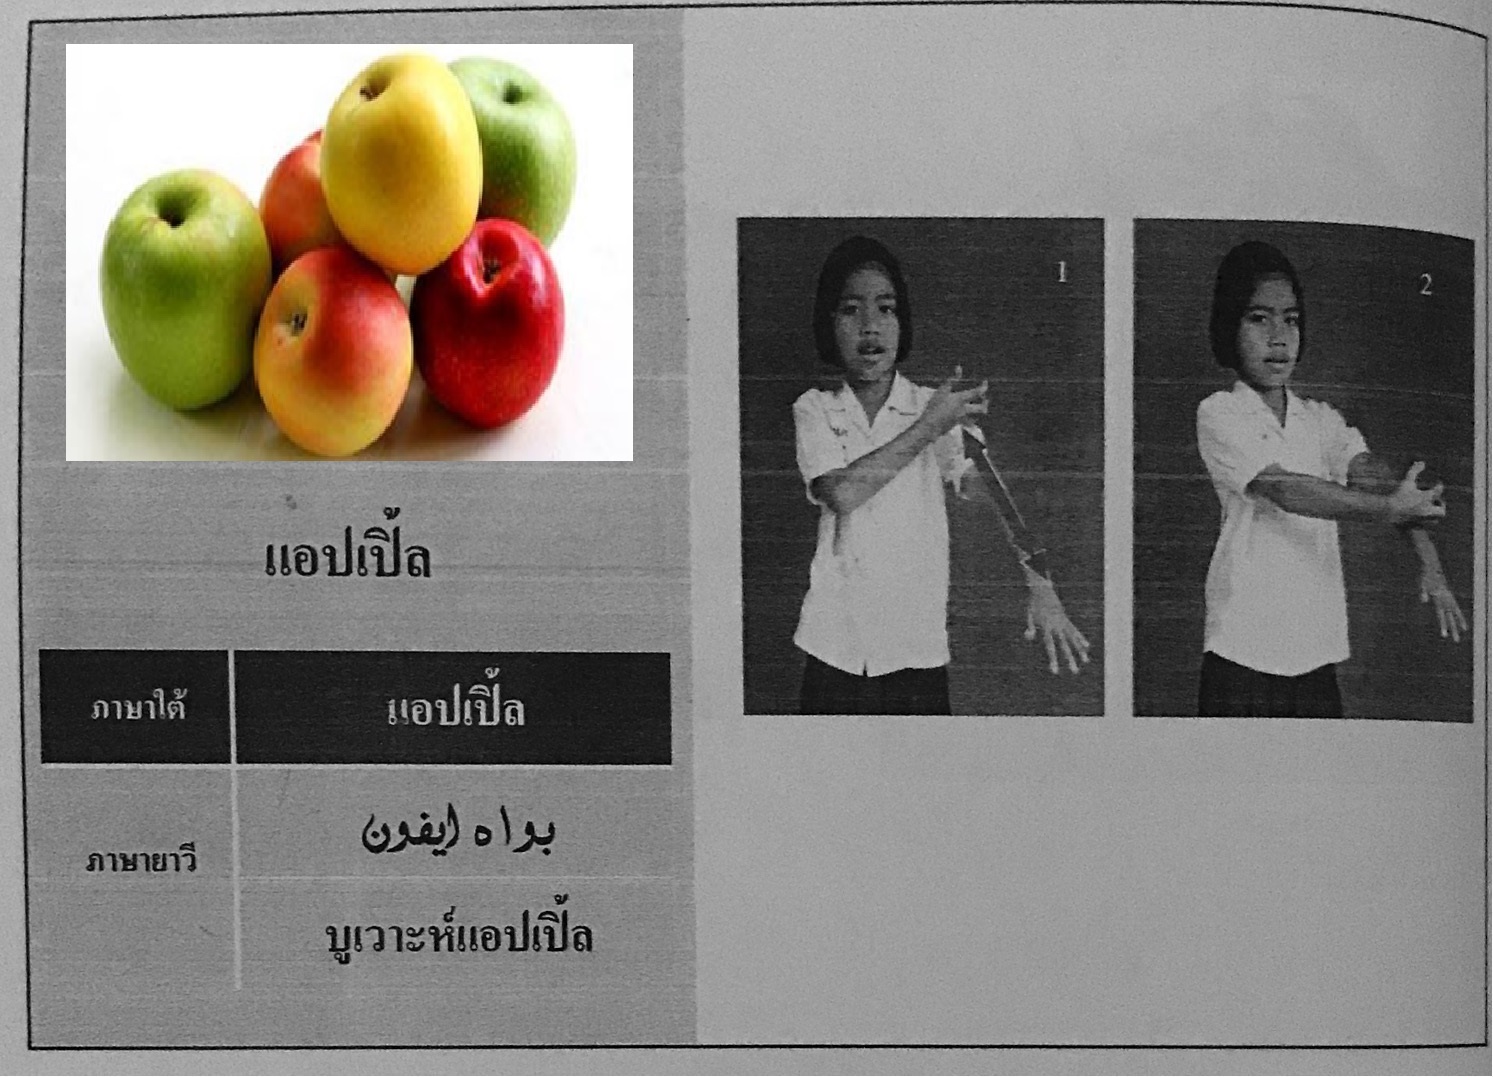 แอปเปิ้ล
ภาษาใต้ แอปเปิ้ล
ภาษายาวี بواه ايفون
บูเวาะห์แอปเปิ้ล
1
2